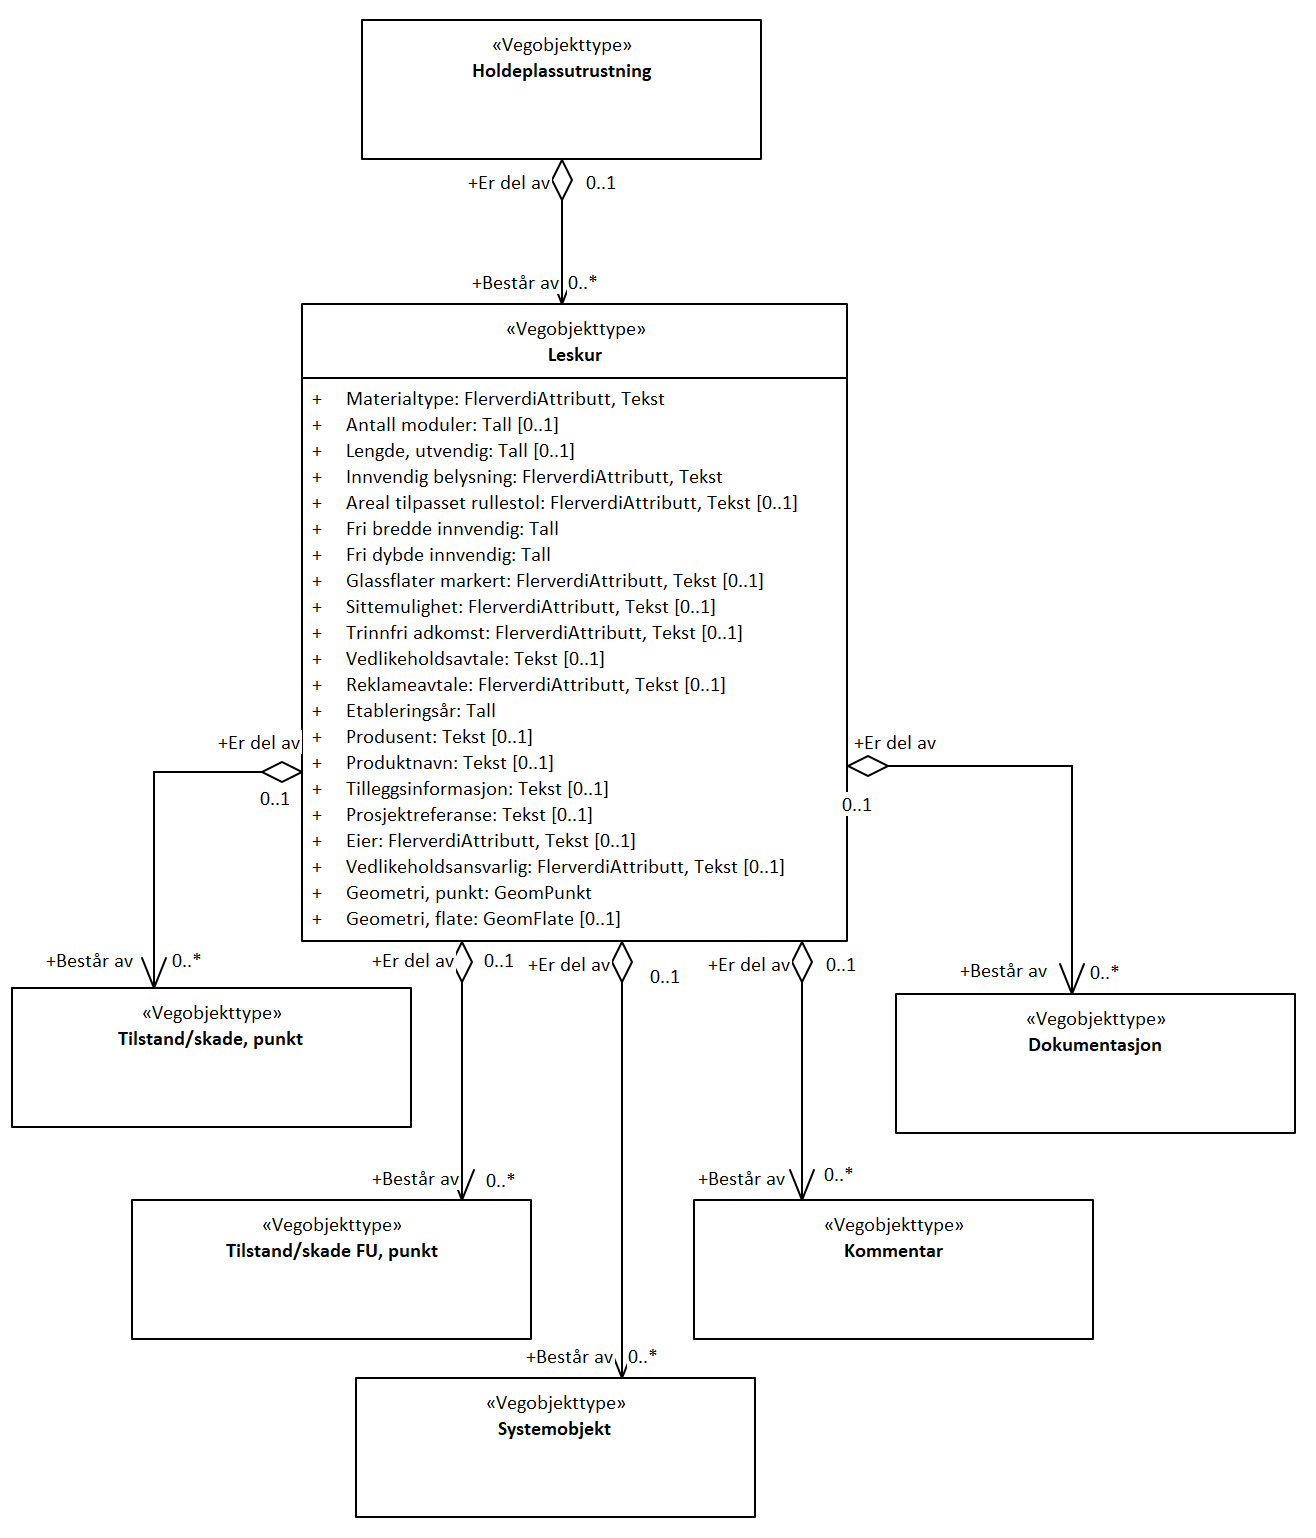 «Vegobjekttype»
Holdeplassutrustning
+Er del av
0..1
+Består av
0..*
«Vegobjekttype»
Leskur
+ Materialtype: FlerverdiAttributt, Tekst
+ Antall moduler: Tall [0..1]
+ Lengde, utvendig: Tall [0..1]
+ Innvendig belysning: FlerverdiAttributt, Tekst
+ Areal tilpasset rullestol: FlerverdiAttributt, Tekst [0..1]
+ Fri bredde innvendig: Tall
+ Fri dybde innvendig: Tall
+ Glassflater markert: FlerverdiAttributt, Tekst [0..1]
+ Sittemulighet: FlerverdiAttributt, Tekst [0..1]
+ Trinnfri adkomst: FlerverdiAttributt, Tekst [0..1]
+ Vedlikeholdsavtale: Tekst [0..1]
+ Reklameavtale: FlerverdiAttributt, Tekst [0..1]
+ Etableringsår: Tall
+ Produsent: Tekst [0..1]
+ Produktnavn: Tekst [0..1]
+ Tilleggsinformasjon: Tekst [0..1]
+ Prosjektreferanse: Tekst [0..1]
+ Eier: FlerverdiAttributt, Tekst [0..1]
+ Vedlikeholdsansvarlig: FlerverdiAttributt, Tekst [0..1]
+ Geometri, punkt: GeomPunkt
+ Geometri, flate: GeomFlate [0..1]
+Er del av
0..1
+Består av
0..*
«Vegobjekttype»
Tilstand/skade, punkt
+Er del av
0..1
+Består av
0..*
«Vegobjekttype»
Tilstand/skade FU, punkt
+Er del av
0..1
+Består av
0..*
«Vegobjekttype»
Systemobjekt
+Er del av
0..1
+Består av
0..*
«Vegobjekttype»
Kommentar
+Er del av
0..1
+Består av
0..*
«Vegobjekttype»
Dokumentasjon